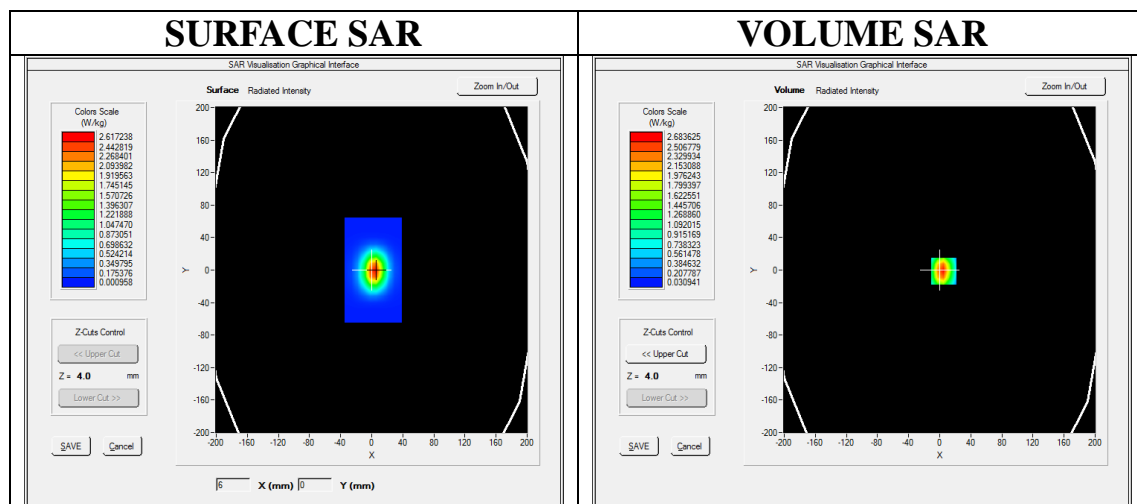 SURFACE SAR
SAR Visualisation Graphical Interface
Surface Radiated Intensity
Zoom In/Out
Colors Scale
(W/kg)
2.617238
2.442819
2.268401
2.093982
1.919563
1.745145
1.570726
1.396307
1.221888
1.047470
0.873051
0.698632
0.524214
0.349795
0.175376
0.000958
200
160
120
80
40
0
-40
-80
-120
-160
-200
Y
-200 -160 -120 -80 -40 0 40 80 120 160 200
X
Z-Cuts Control
<< Upper Cut
Z = 4.0 mm
Lower Cut >>
SAVE Cancel
6 X (mm) 0 Y (mm)
VOLUME SAR
SAR Visualisation Graphical Interface
Volume Radiated Intensity
Zoom In/Out
Colors Scale
(W/kg)
2.683625
2.506779
2.329934
2.153088
1.976243
1.799397
1.622551
1.445706
1.268860
1.092015
0.915169
0.738323
0.561478
0.384632
0.207787
0.030941
200
160
120
80
40
0
-40
-80
-120
-160
-200
Y
-200 -160 -120 -80 -40 0 40 80 120 160 200
X
Z-Cuts Control
<< Upper Cut
Z = 4.0 mm
Lower Cut >>
SAVE Cancel